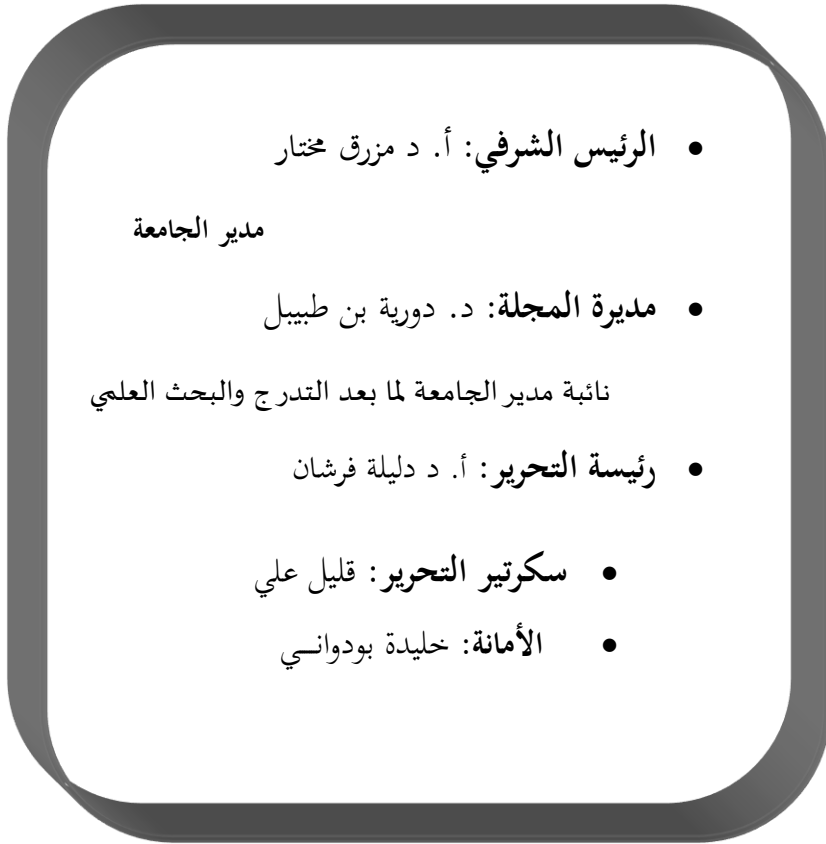 • الرئيس الشرفي: أ. د مزرق مختار
مدير الجامعة
• مديرة المجلة: د. دورية بن طبيبل
نائبة مدير الجامعة لما بعد التدرج والبحث العلمي
• رئيسة التحرير: أ. د دليلة فرشان
• سكرتير التحرير: قليل علي
• الأمانة: خليدة بودوانـي